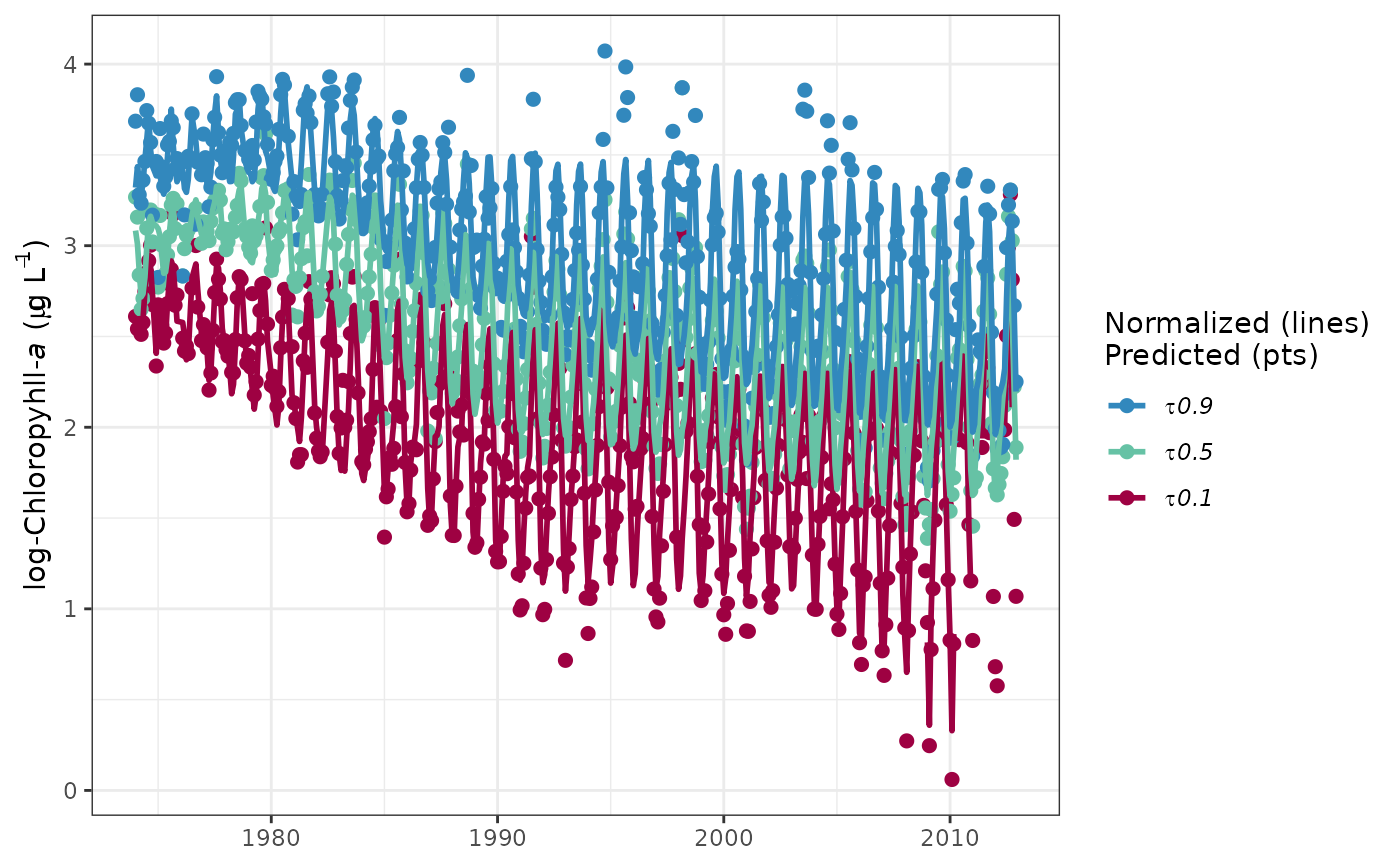 log-Chloropyhll-a (µg L⁻¹)
4
3
2
1
0
1980
1990
2000
2010
Normalized (lines)
Predicted (pts)
τ0.9
τ0.5
τ0.1